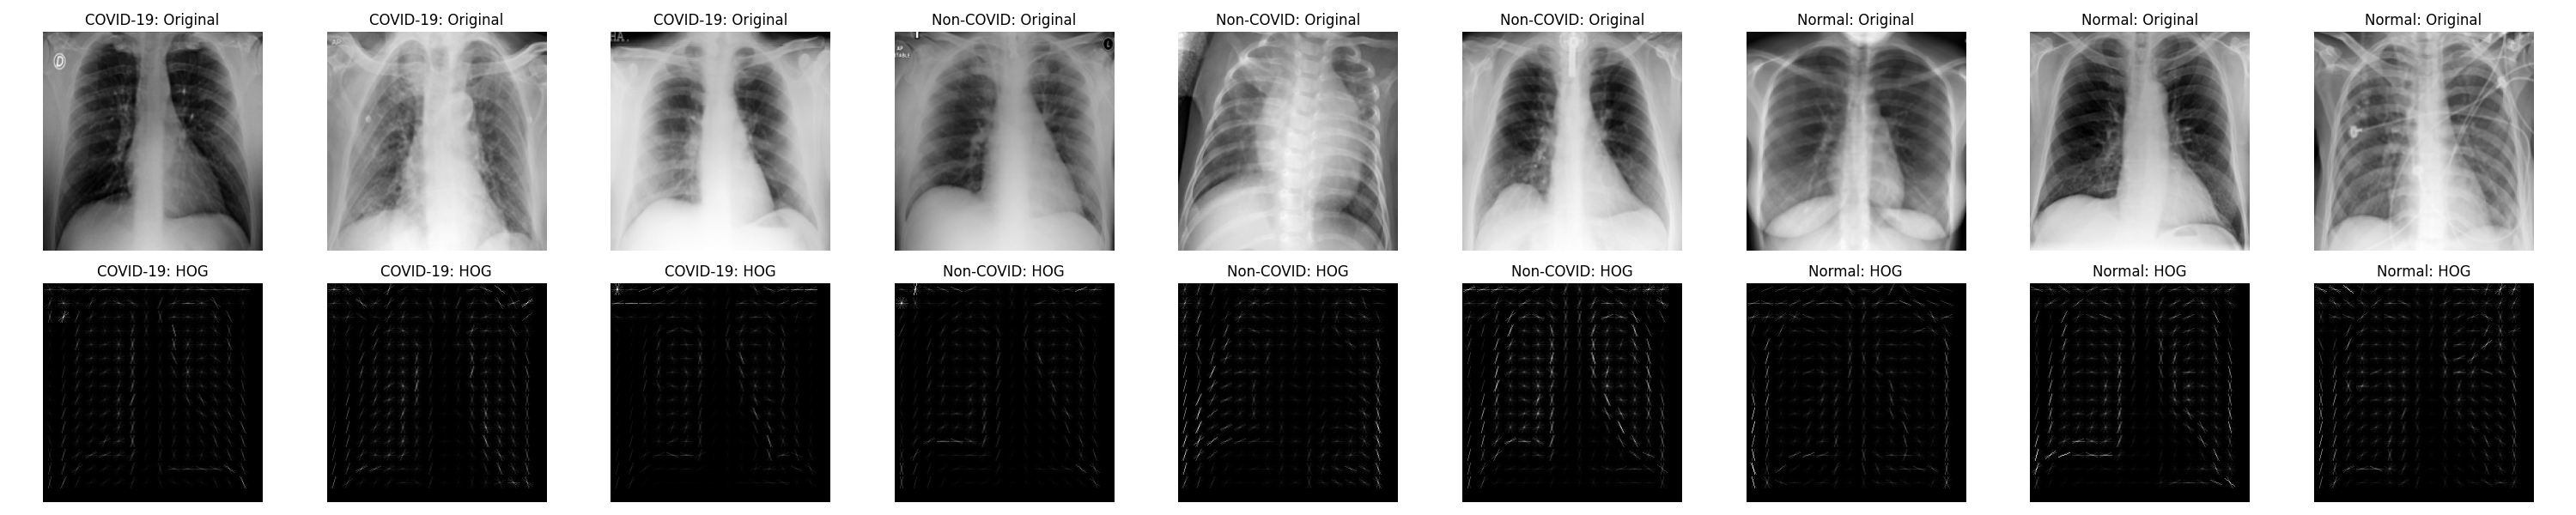 COVID-19: Original
COVID-19: Original
COVID-19: Original
Non-COVID: Original
Non-COVID: Original
Non-COVID: Original
Normal: Original
Normal: Original
Normal: Original
D
HA.
AP
L
COVID-19: HOG
COVID-19: HOG
COVID-19: HOG
Non-COVID: HOG
Non-COVID: HOG
Non-COVID: HOG
Normal: HOG
Normal: HOG
Normal: HOG